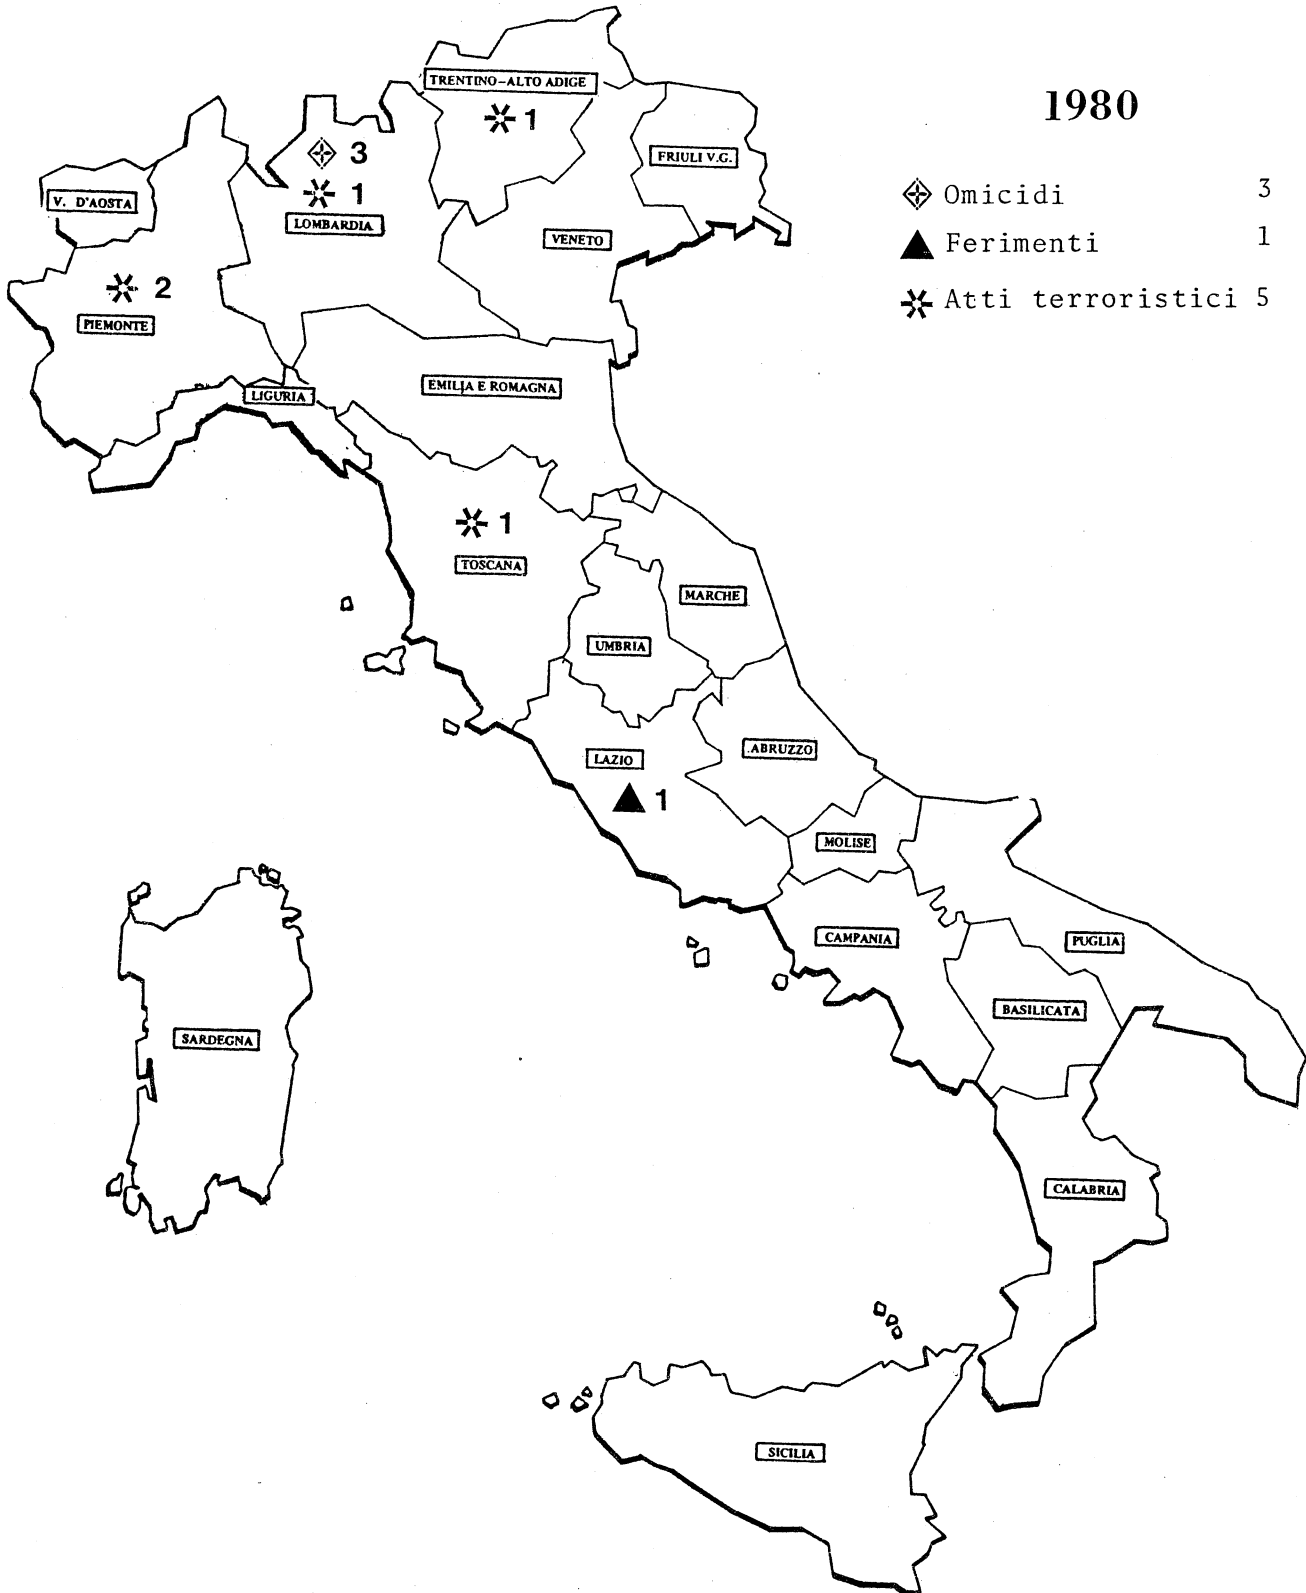 TRENTINO-ALTO ADIGE
1
1980
3
FRIULI V.G.
Omicidi 3
1
V. D'AOSTA
LOMBARDIA
VENETO
Ferimenti 1
2
Atti terroristici 5
PIEMONTE
EMILIA E ROMAGNA
LIGURIA
1
TOSCANA
MARCHE
UMBRIA
ABRUZZO
LAZIO
1
MOLISE
CAMPANIA
PUGLIA
BASILICATA
SARDEGNA
CALABRIA
SICILIA